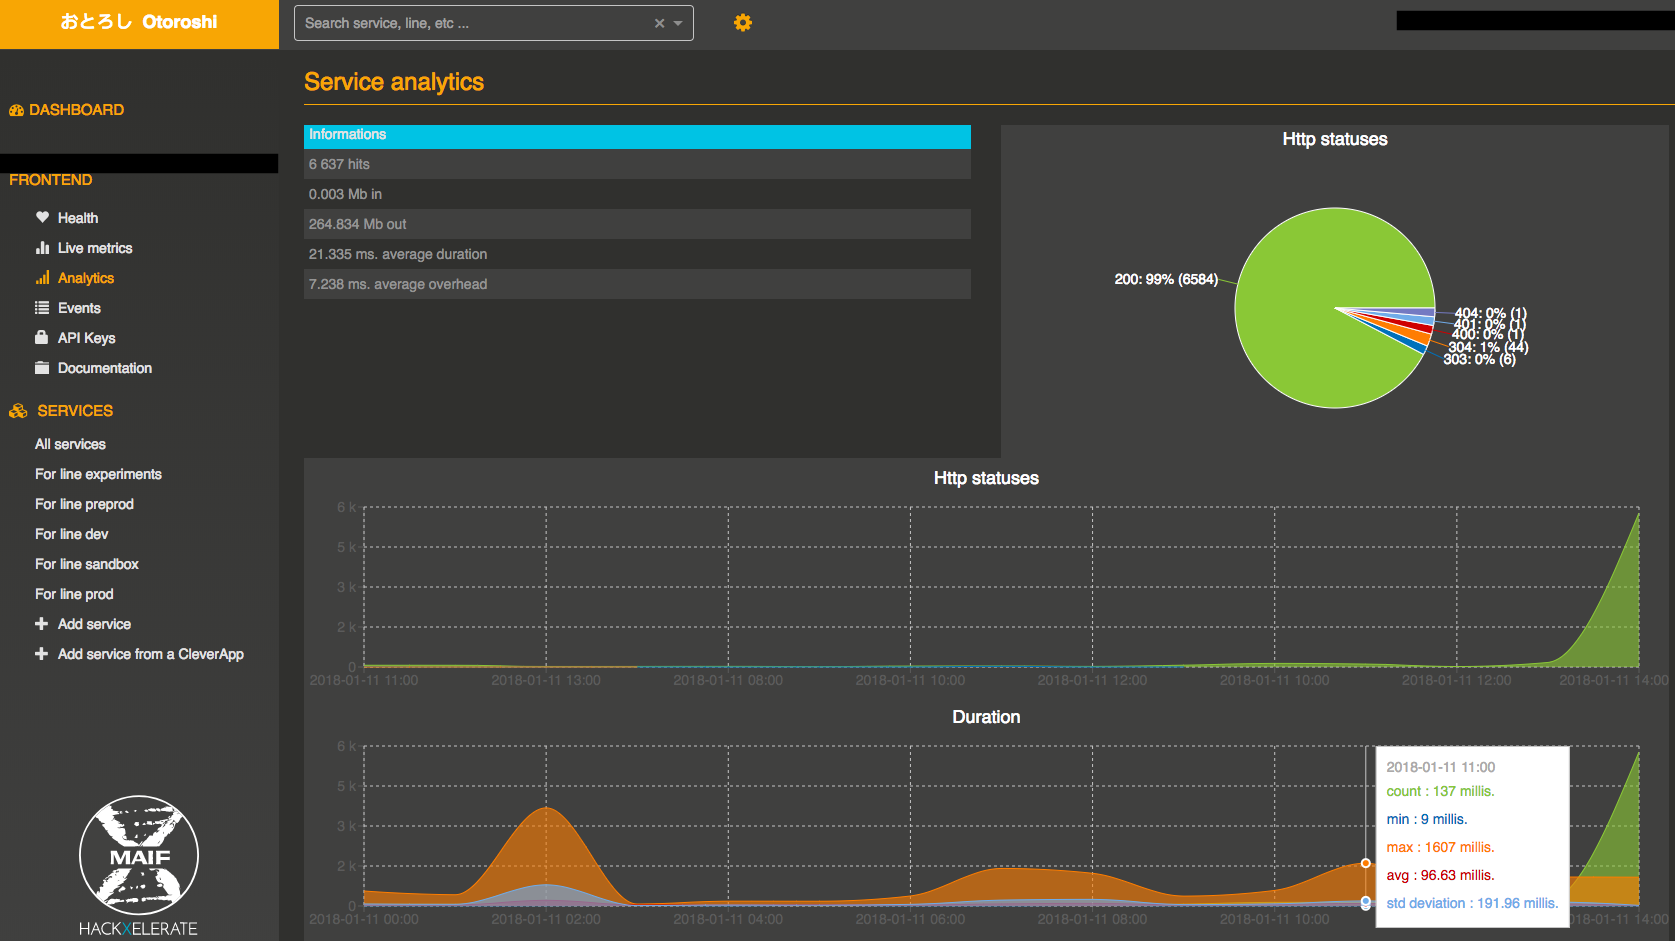 おとろし Otoroshi
Search service, line, etc ...
DASHBOARD
FRONTEND
Health
Live metrics
Analytics
Events
API Keys
Documentation
SERVICES
All services
For line experiments
For line preprod
For line dev
For line sandbox
For line prod
Add service
Add service from a CleverApp
MAIF
HACKXELERATE
Service analytics
Informations
6 637 hits
0.003 Mb in
264.834 Mb out
21.335 ms. average duration
7.238 ms. average overhead
Http statuses
200: 99% (6584)
404: 0% (1)
401: 0% (1)
400: 0% (1)
304: 1% (44)
303: 0% (6)
Http statuses
6 k
5 k
3 k
2 k
0
2018-01-11 11:00 2018-01-11 13:00 2018-01-11 08:00 2018-01-11 10:00 2018-01-11 12:00 2018-01-11 10:00 2018-01-11 12:00 2018-01-11 14:00
Duration
6 k
5 k
3 k
2 k
0
2018-01-11 00:00 2018-01-11 02:00 2018-01-11 04:00 2018-01-11 06:00 2018-01-11 08:00 2018-01-11 10:00 2018-01-11 14:00
2018-01-11 11:00
count : 137 millis.
min : 9 millis.
max : 1607 millis.
avg : 96.63 millis.
std deviation : 191.96 millis.